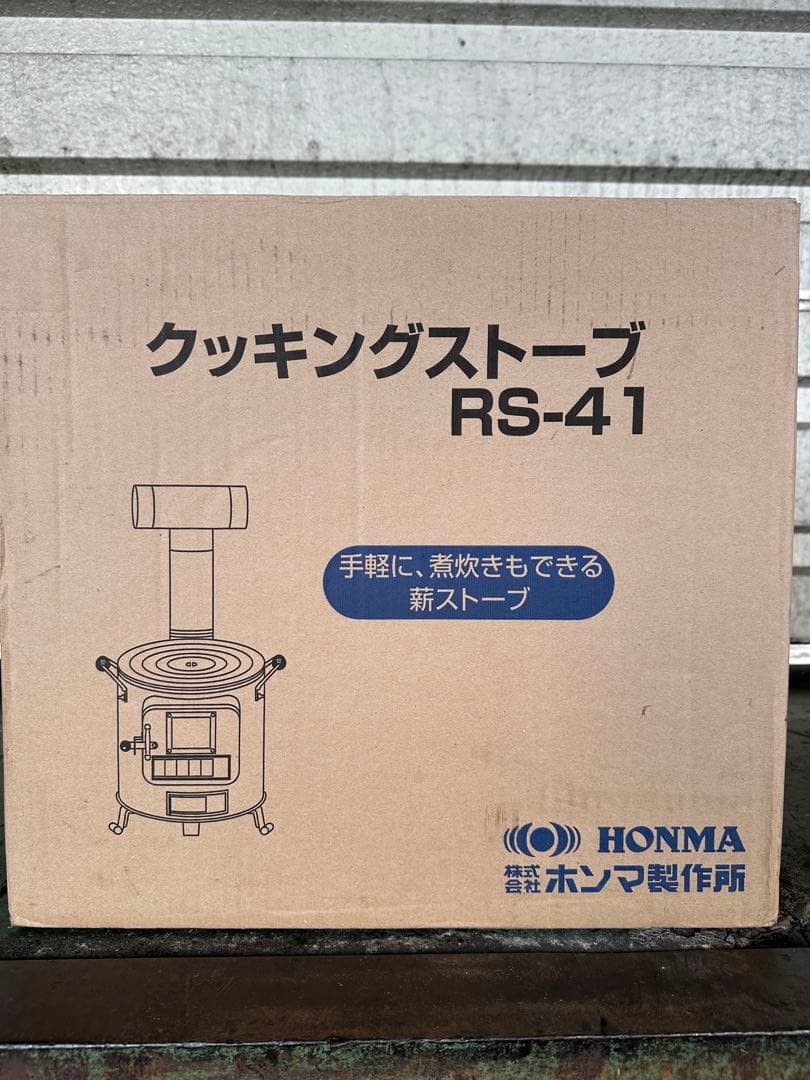 クッキングストーブ
RS-41
手軽に、煮炊きもできる
薪ストーブ
HONMA
株式会社ホンマ製作所